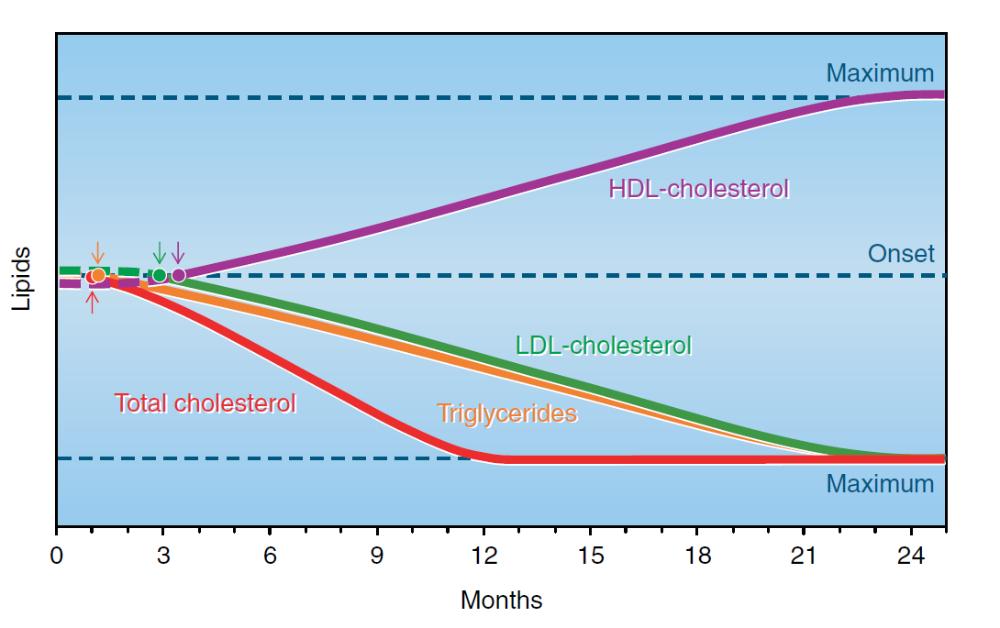 Maximum
HDL-cholesterol
Onset
Lipids
LDL-cholesterol
Total cholesterol
Triglycerides
Maximum
0 3 6 9 12 15 18 21 24
Months